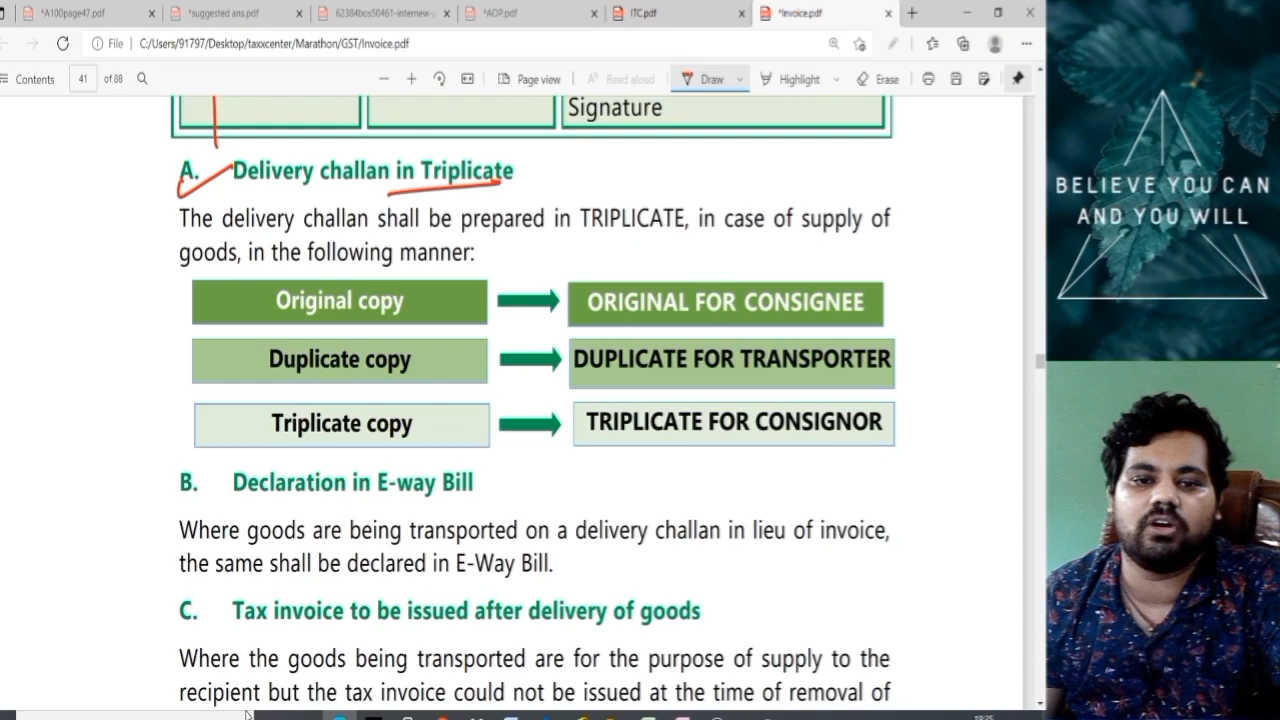 *A100page47.pdf
*suggested ans.pdf
62384bos50461-internew-
*AOP.pdf
ITC.pdf
*Invoice.pdf
File
C:/Users/91797/Desktop/taxxcenter/Marathon/GST/Invoice.pdf
Contents
41 of 88
Page view
Read aloud
Draw
Highlight
Erase
Signature
A. Delivery challan in Triplicate
The delivery challan shall be prepared in TRIPLICATE, in case of supply of
goods, in the following manner:
Original copy
ORIGINAL FOR CONSIGNEE
Duplicate copy
DUPLICATE FOR TRANSPORTER
Triplicate copy
TRIPLICATE FOR CONSIGNOR
B. Declaration in E-way Bill
Where goods are being transported on a delivery challan in lieu of invoice,
the same shall be declared in E-Way Bill.
C. Tax invoice to be issued after delivery of goods
Where the goods being transported are for the purpose of supply to the
recipient but the tax invoice could not be issued at the time of removal of
BELIEVE YOU CAN
AND YOU WILL